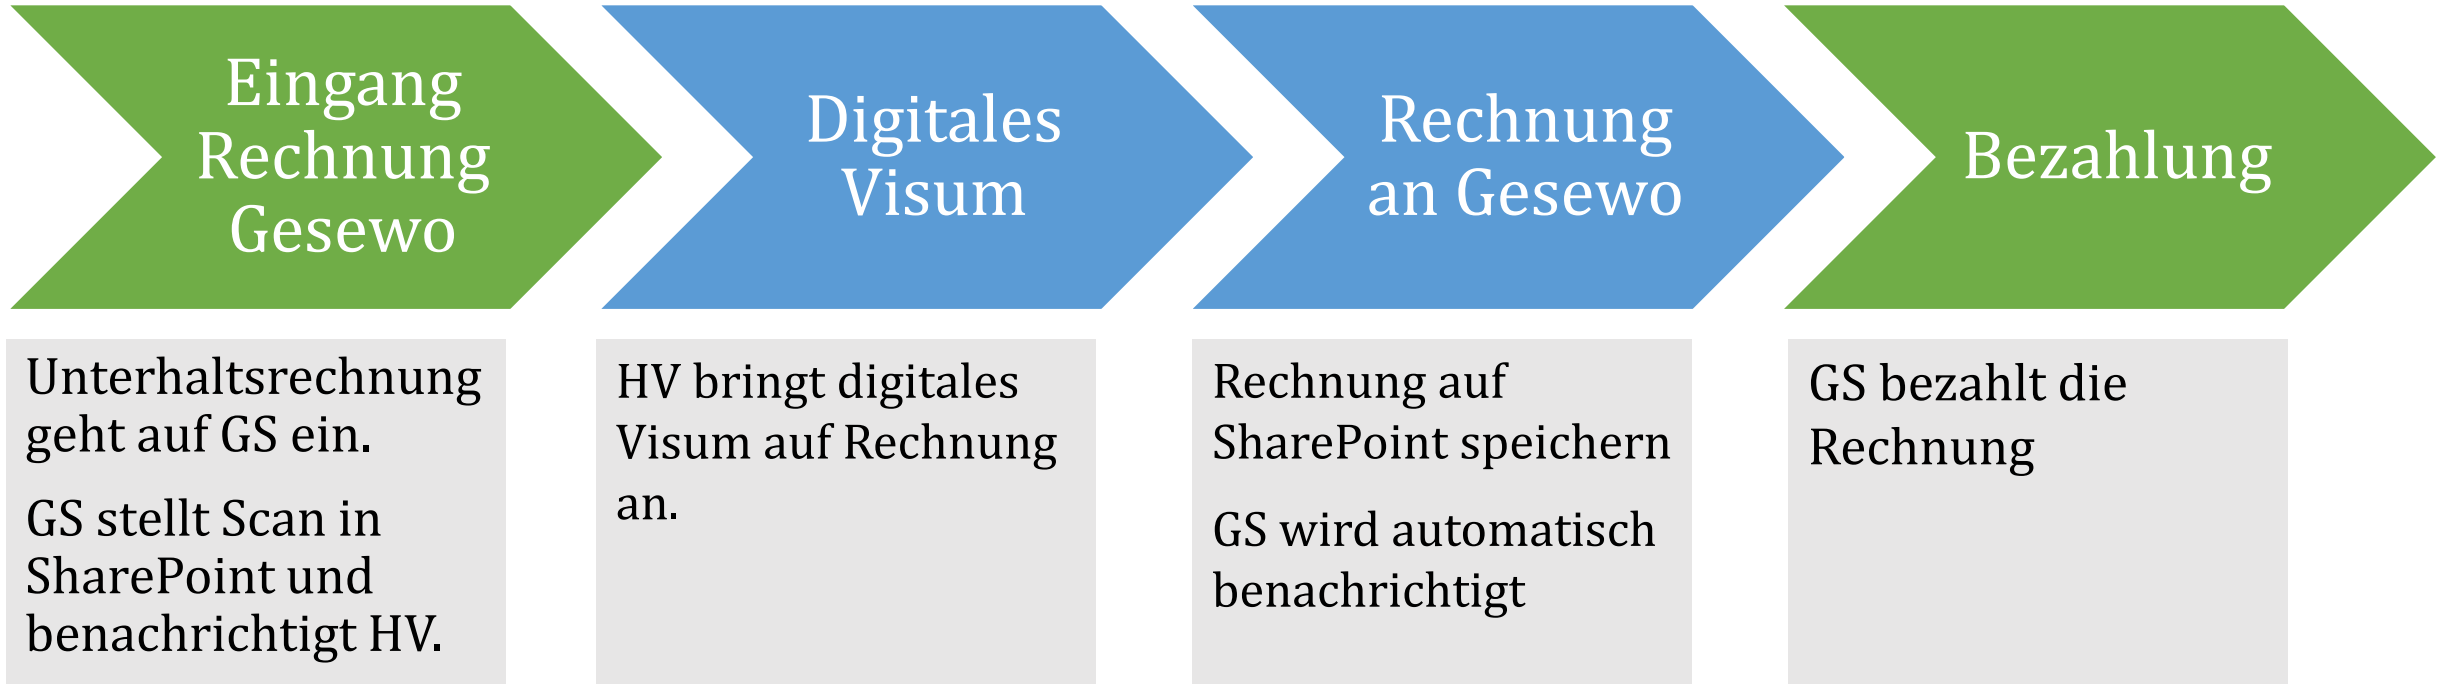 Eingang
Rechnung
Gesewo
Digitales
Visum
Rechnung
an Gesewo
Bezahlung
Unterhaltsrechnung
geht auf GS ein.
GS stellt Scan in
SharePoint und
benachrichtigt HV.
HV bringt digitales
Visum auf Rechnung
an.
Rechnung auf
SharePoint speichern
GS wird automatisch
benachrichtigt
GS bezahlt die
Rechnung